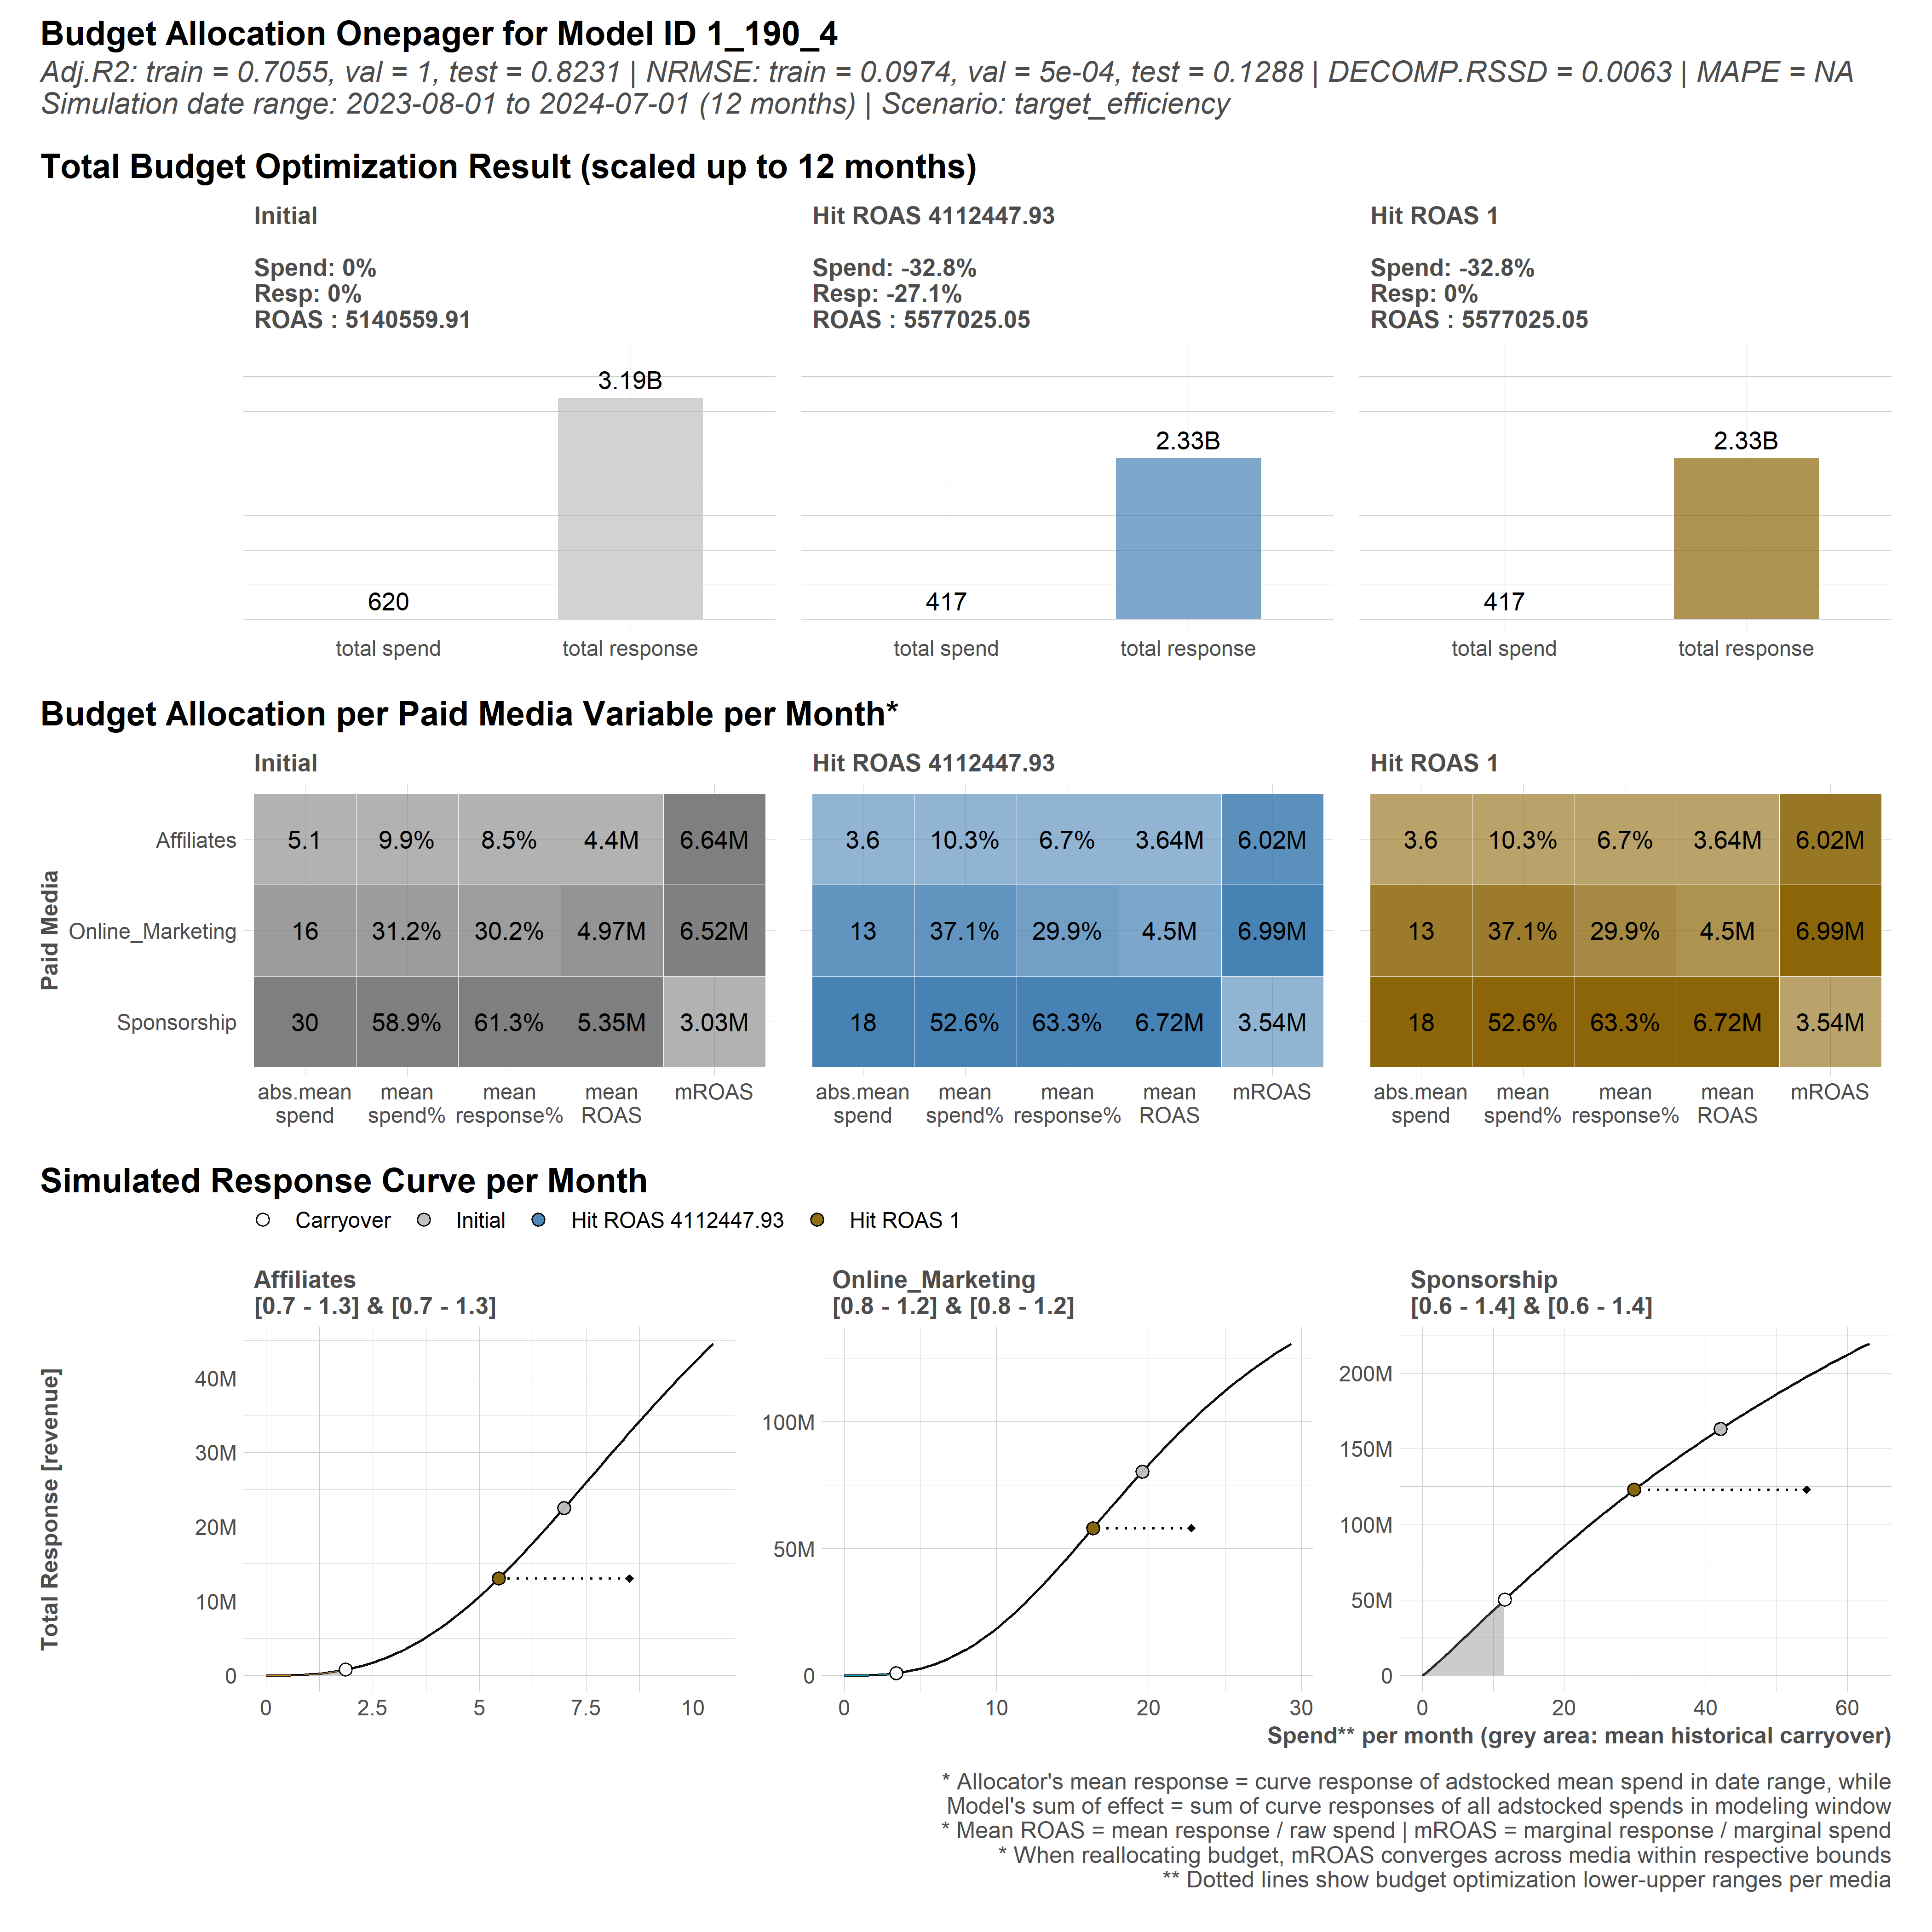 Budget Allocation Onepager for Model ID 1_190_4
Adj.R2: train = 0.7055, val = 1, test = 0.8231 | NRMSE: train = 0.0974, val = 5e-04, test = 0.1288 | DECOMP.RSSD = 0.0063 | MAPE = NA
Simulation date range: 2023-08-01 to 2024-07-01 (12 months) | Scenario: target_efficiency
Total Budget Optimization Result (scaled up to 12 months)
Initial
Spend: 0%
Resp: 0%
ROAS : 5140559.91
3.19B
620
total spend
total response
Hit ROAS 4112447.93
Spend: -32.8%
Resp: -27.1%
ROAS : 5577025.05
2.33B
417
total spend
total response
Hit ROAS 1
Spend: -32.8%
Resp: 0%
ROAS : 5577025.05
2.33B
417
total spend
total response
Budget Allocation per Paid Media Variable per Month*
Paid Media
Initial
Affiliates 5.1 9.9% 8.5% 4.4M 6.64M
Online_Marketing 16 31.2% 30.2% 4.97M 6.52M
Sponsorship 30 58.9% 61.3% 5.35M 3.03M
abs.mean mean mean mean mROAS
spend spend% response% ROAS
Hit ROAS 4112447.93
3.6 10.3% 6.7% 3.64M 6.02M
13 37.1% 29.9% 4.5M 6.99M
18 52.6% 63.3% 6.72M 3.54M
abs.mean mean mean mean mROAS
spend spend% response% ROAS
Hit ROAS 1
3.6 10.3% 6.7% 3.64M 6.02M
13 37.1% 29.9% 4.5M 6.99M
18 52.6% 63.3% 6.72M 3.54M
abs.mean mean mean mean mROAS
spend spend% response% ROAS
Simulated Response Curve per Month
Carryover Initial Hit ROAS 4112447.93 Hit ROAS 1
Total Response [revenue]
Affiliates
[0.7 - 1.3] & [0.7 - 1.3]
40M
30M
20M
10M
0
0 2.5 5 7.5 10
Online_Marketing
[0.8 - 1.2] & [0.8 - 1.2]
100M
50M
0
0 10 20 30
Sponsorship
[0.6 - 1.4] & [0.6 - 1.4]
200M
150M
100M
50M
0
0 20 40 60
Spend** per month (grey area: mean historical carryover)
* Allocator's mean response = curve response of adstocked mean spend in date range, while
Model's sum of effect = sum of curve responses of all adstocked spends in modeling window
* Mean ROAS = mean response / raw spend | mROAS = marginal response / marginal spend
* When reallocating budget, mROAS converges across media within respective bounds
** Dotted lines show budget optimization lower-upper ranges per media